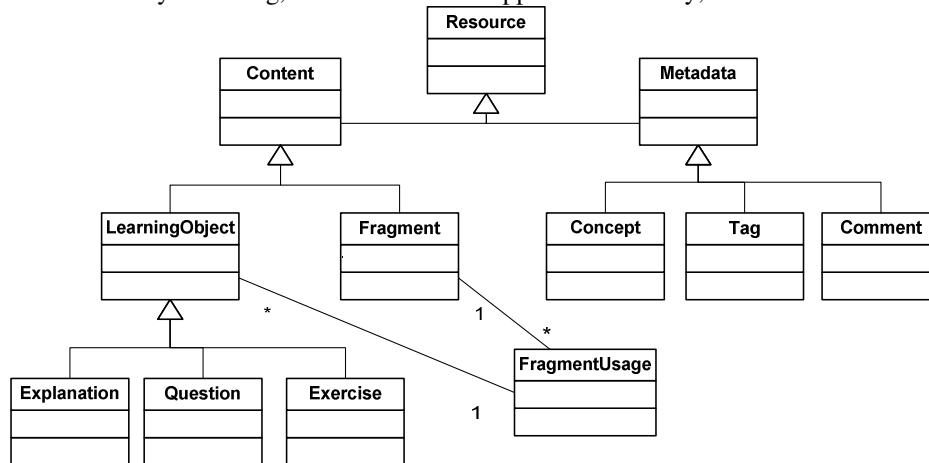 Resource
Content
Metadata
LearningObject
Fragment
Concept
Tag
Comment
*
1
*
FragmentUsage
Explanation
Question
Exercise
1